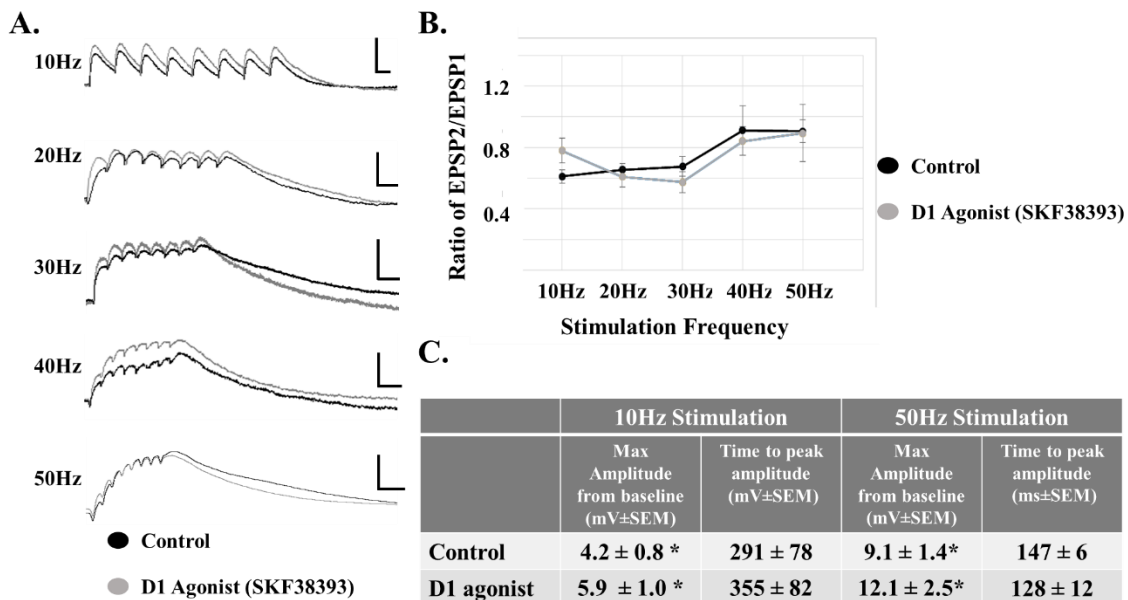 A.
10Hz
20Hz
30Hz
40Hz
50Hz
Control
D1 Agonist (SKF38393)
B.
Ratio of EPSP2/EPSP1
1.2
0.8
0.4
10Hz 20Hz 30Hz 40Hz 50Hz
Stimulation Frequency
Control
D1 Agonist (SKF38393)
C.
10Hz Stimulation 50Hz Stimulation
Max Time to peak Max Time to peak
Amplitude amplitude Amplitude amplitude
from baseline (mV±SEM) from baseline (ms±SEM)
(mV±SEM) (mV±SEM)
Control 4.2 ± 0.8 * 291 ± 78 9.1 ± 1.4* 147 ± 6
D1 agonist 5.9 ± 1.0 * 355 ± 82 12.1 ± 2.5* 128 ± 12